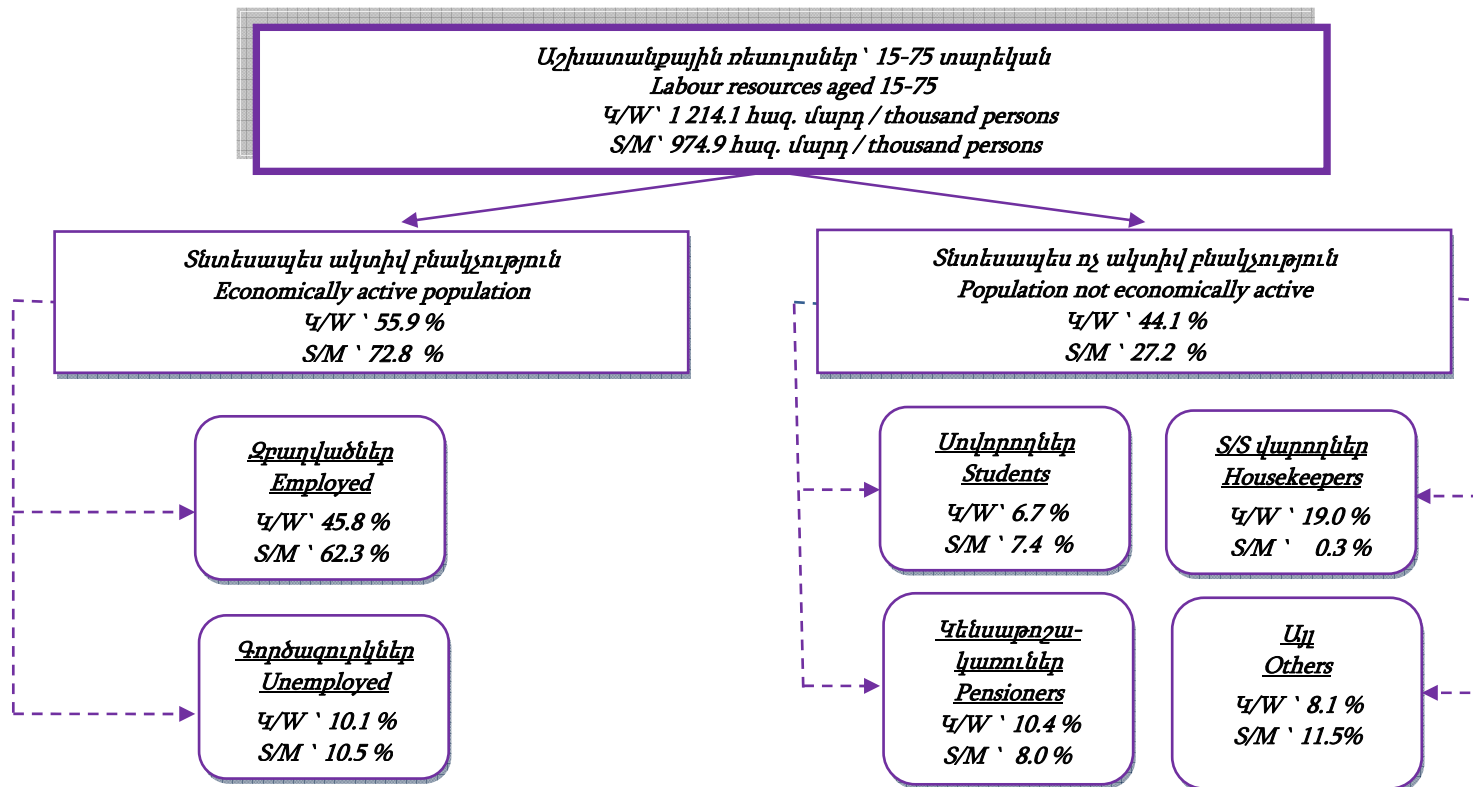 Աշխատանքային ռեսուրսներ՝ 15-75 տարեկան
Labour resources aged 15-75
Կ/W՝ 1 214.1 հազ. մարդ / thousand persons
Տ/M՝ 974.9 հազ. մարդ / thousand persons
Տնտեսապես ակտիվ բնակչություն
Economically active population
Կ/W ՝ 55.9 %
Տ/M ՝ 72.8 %
Տնտեսապես ոչ ակտիվ բնակչություն
Population not economically active
Կ/W ՝ 44.1 %
Տ/M ՝ 27.2 %
Զբաղվածներ
Employed
Կ/W՝ 45.8 %
Տ/M ՝ 62.3 %
Գործազուրկներ
Unemployed
Կ/W ՝ 10.1 %
Տ/M ՝ 10.5 %
Սովորողներ
Students
Կ/W՝ 6.7 %
Տ/M ՝ 7.4 %
Տ/Տ վարողներ
Housekeepers
Կ/W ՝ 19.0 %
Տ/M ՝ 0.3 %
Կենսաթոշա-
կառուներ
Pensioners
Կ/W ՝ 10.4 %
Տ/M ՝ 8.0 %
Այլ
Others
Կ/W ՝ 8.1 %
Տ/M ՝ 11.5%